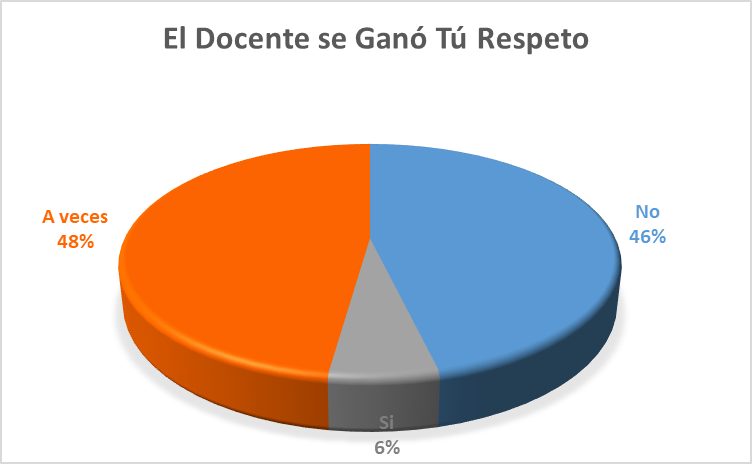 El Docente se Ganó Tú Respeto
A veces
48%
No
46%
Si
6%